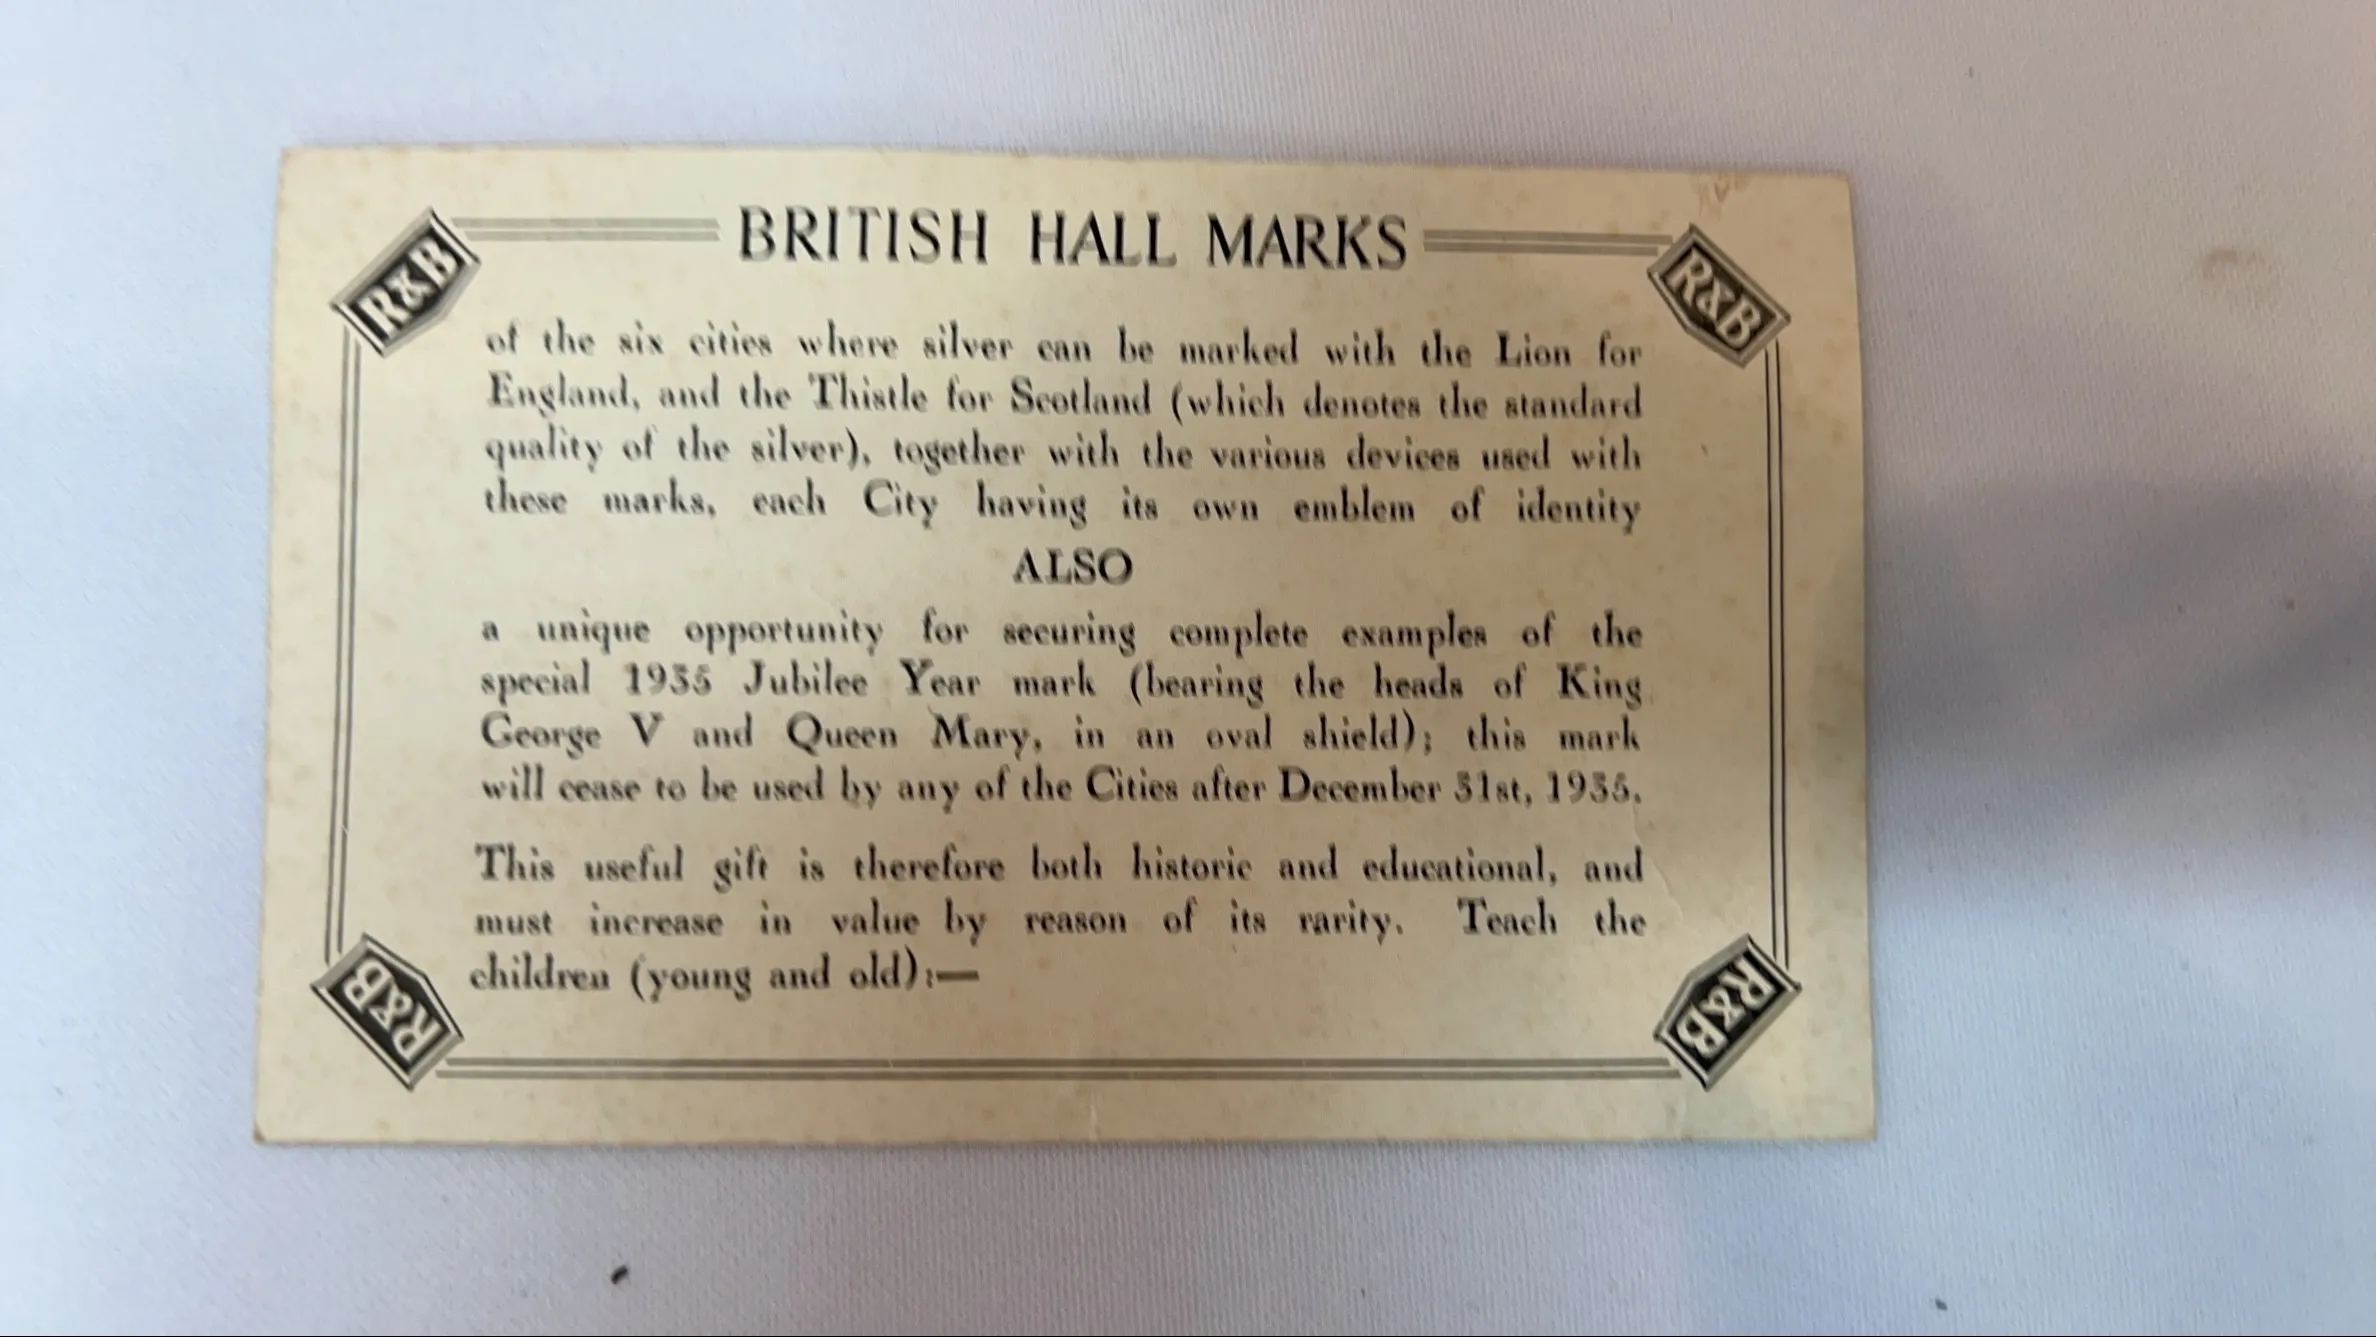 BRITISH HALL MARKS
R&B
R&B
of the six cities where silver can be marked with the Lion for
England, and the Thistle for Scotland (which denotes the standard
quality of the silver), together with the various devices used with
these marks, each City having its own emblem of identity
ALSO
a unique opportunity for securing complete examples of the
special 1935 Jubilee Year mark (bearing the heads of King
George V and Queen Mary, in an oval shield); this mark
will cease to be used by any of the Cities after December 31st, 1935.
This useful gift is therefore both historic and educational, and
must increase in value by reason of its rarity. Teach the
children (young and old):—
R&B
R&B